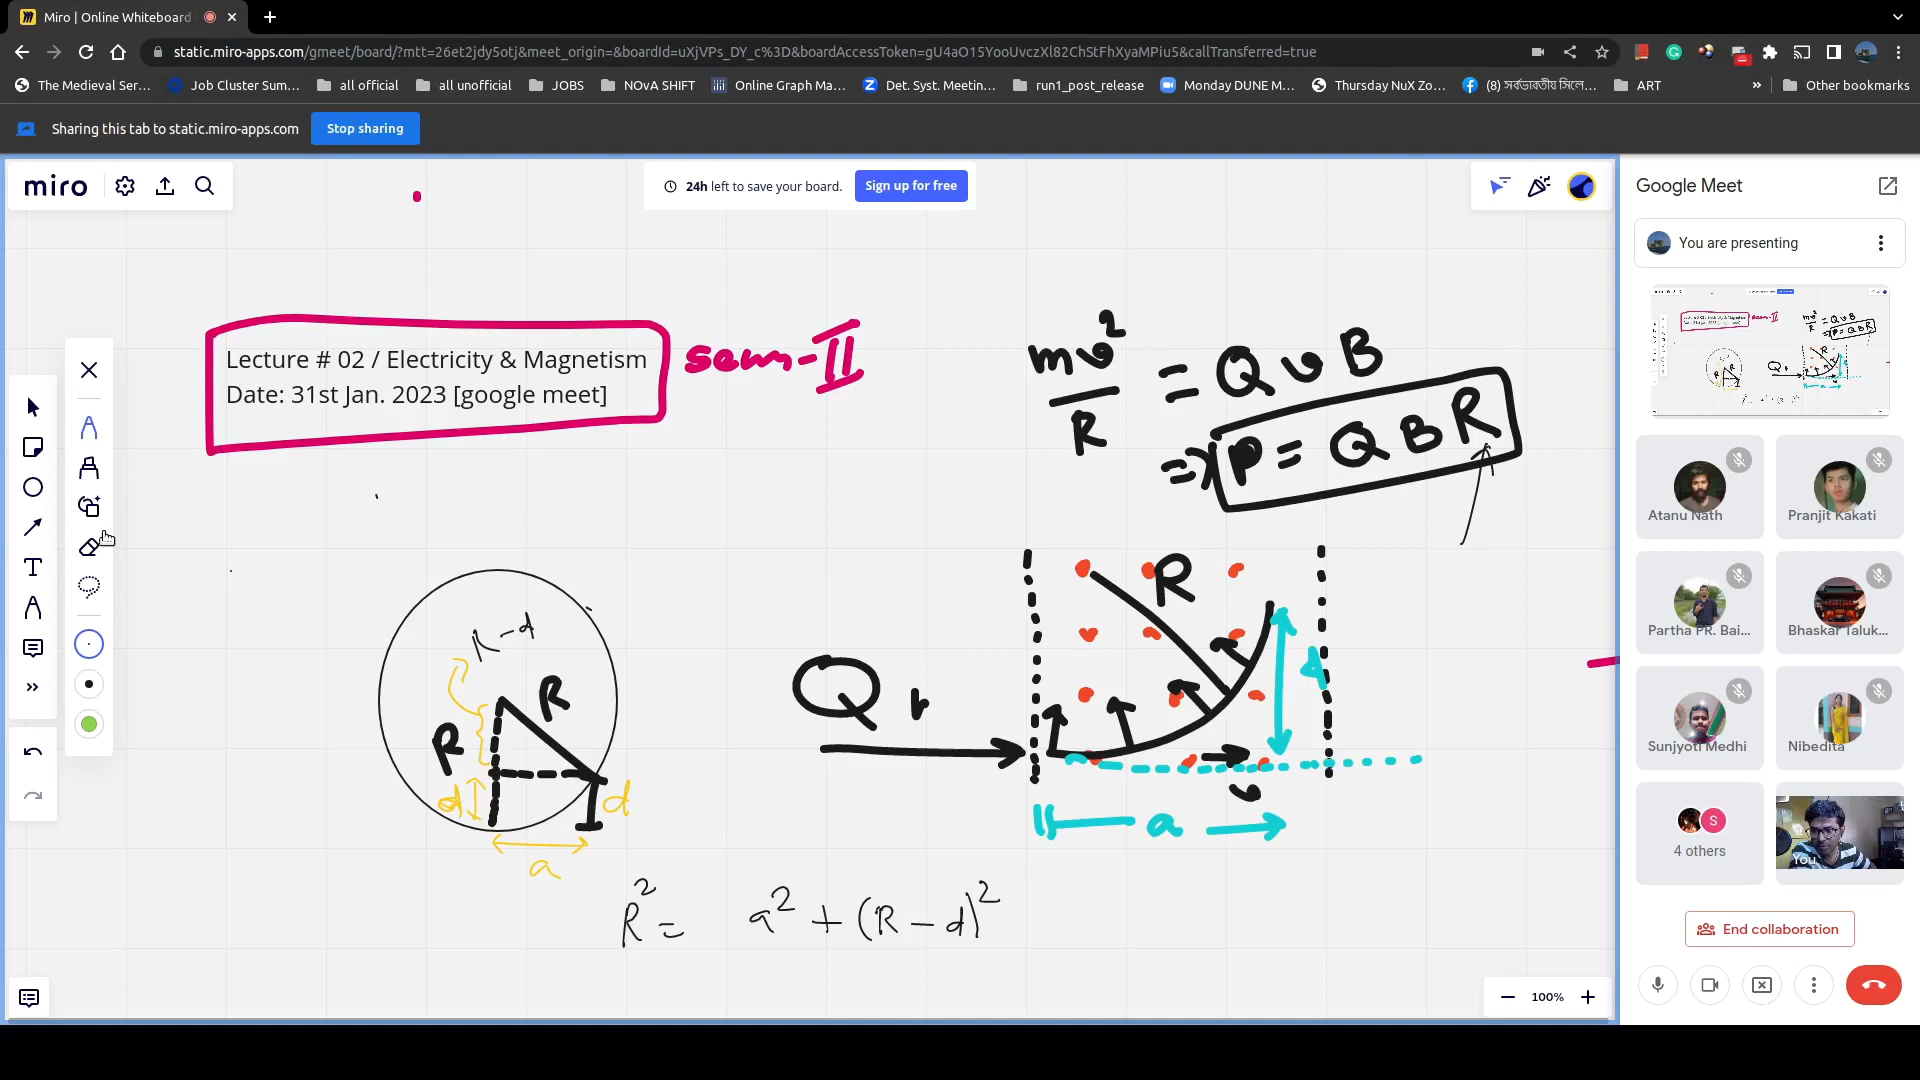 Miro | Online Whiteboard
static.miro-apps.com/gmeet/board/?mtt=26et2jdy5otj&meet_origin=&boardId=uXjVPs_DY_c%3D&boardAccessToken=gU4aO15YooUvczXl82ChStFhXyaMPiu5&callTransferred=true
The Medieval Ser... Job Cluster Sum... all official all unofficial JOBS NOvA SHIFT Online Graph Ma... Det. Syst. Meetin... run1_post_release Monday DUNE M... Thursday NuX Zo... (8) সর্বভারতীয় সিলে... ART » Other bookmarks
Sharing this tab to static.miro-apps.com Stop sharing
miro
24h left to save your board. Sign up for free
Lecture # 02 / Electricity & Magnetism
Date: 31st Jan. 2023 [google meet]
sem-II
mv²/R = QvB
⇒ P = QBR
R-d
R
R
d
d
a
Q
R
v
a
R² = a² + (R-d)²
100%
Google Meet
You are presenting
Atanu Nath
Pranjit Kakati
Partha PR. Bai...
Bhaskar Taluk...
Sunjyoti Medhi
Nibedita
S
4 others
You
End collaboration